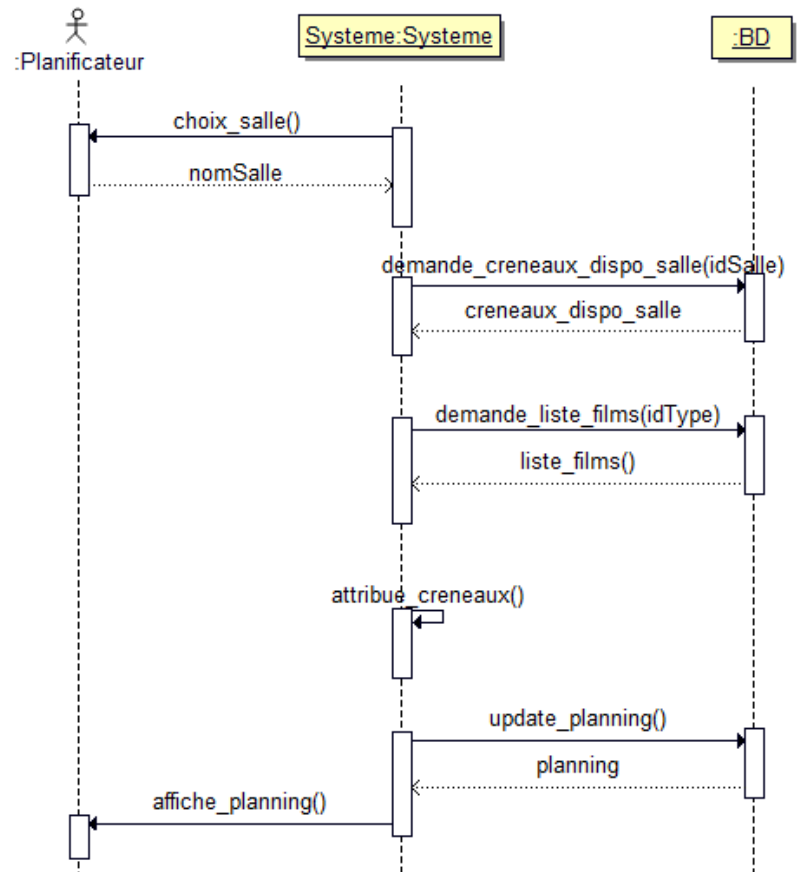 :Planificateur
Systeme:Systeme
:BD
choix_salle()
nomSalle
demande_creneaux_dispo_salle(idSalle)
creneaux_dispo_salle
demande_liste_films(idType)
liste_films()
attribue_creneaux()
update_planning()
planning
affiche_planning()